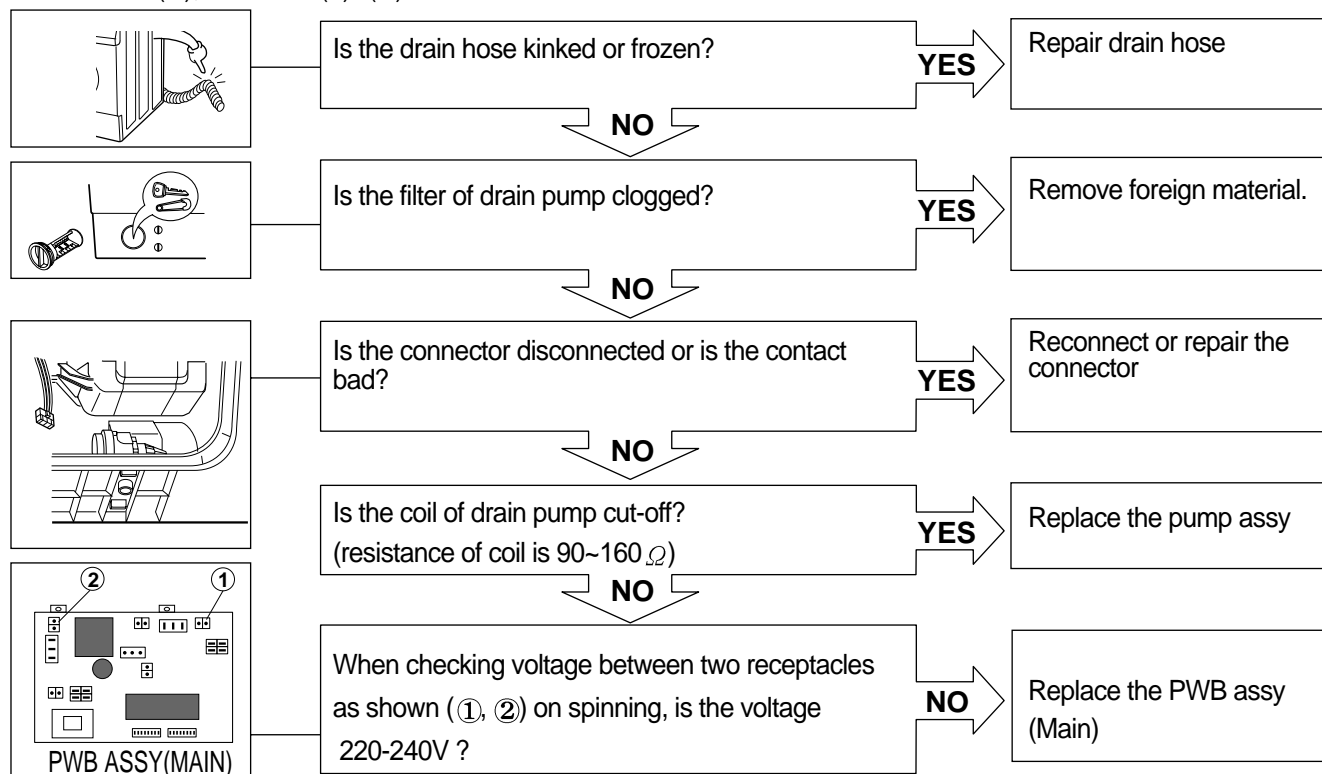 Is the drain hose kinked or frozen?
YES
Repair drain hose
NO
Is the filter of drain pump clogged?
YES
Remove foreign material.
NO
Is the connector disconnected or is the contact
bad?
YES
Reconnect or repair the
connector
NO
Is the coil of drain pump cut-off?
(resistance of coil is 90~160 Ω)
YES
Replace the pump assy
NO
② ①
PWB ASSY(MAIN)
When checking voltage between two receptacles
as shown (①, ②) on spinning, is the voltage
220-240V ?
NO
Replace the PWB assy
(Main)